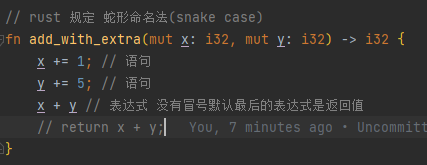 // rust 规定 蛇形命名法(snake case)
fn add_with_extra(mut x: i32, mut y: i32) -> i32 {
x += 1; // 语句
y += 5; // 语句
x + y // 表达式 没有冒号默认最后的表达式是返回值
// return x + y; You, 7 minutes ago • Uncommitt
}